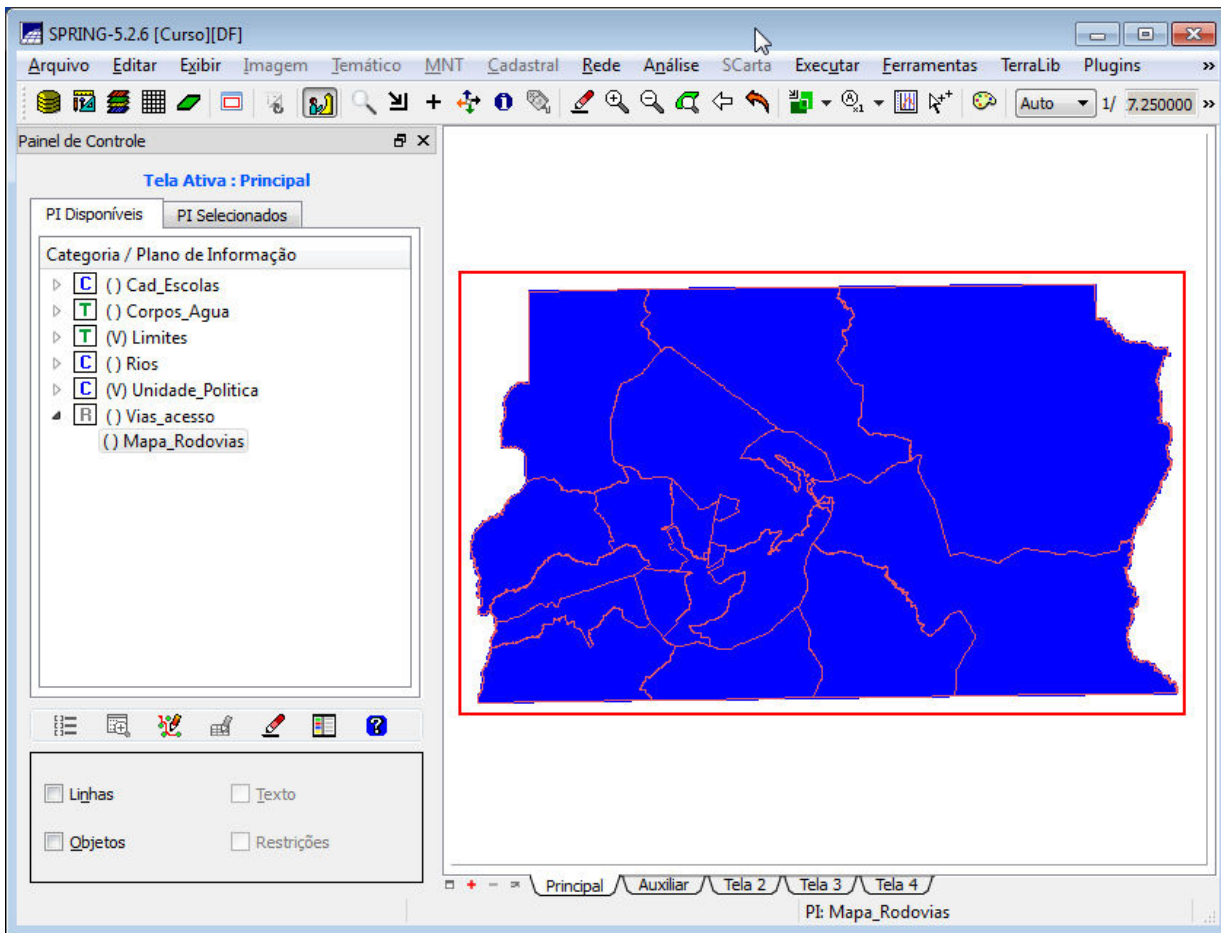 SPRING-5.2.6 [Curso][DF]
Arquivo Editar Exibir Imagem Temático MNT Cadastral Rede Análise SCarta Executar Ferramentas TerraLib Plugins »
Auto 1/ 7.250000 »
Painel de Controle
Tela Ativa : Principal
PI Disponíveis PI Selecionados
Categoria / Plano de Informação
C () Cad_Escolas
T () Corpos_Agua
T (V) Limites
C () Rios
C (V) Unidade_Politica
R () Vias_acesso
() Mapa_Rodovias
Linhas Texto
Objetos Restrições
Principal Auxiliar Tela 2 Tela 3 Tela 4
PI: Mapa_Rodovias